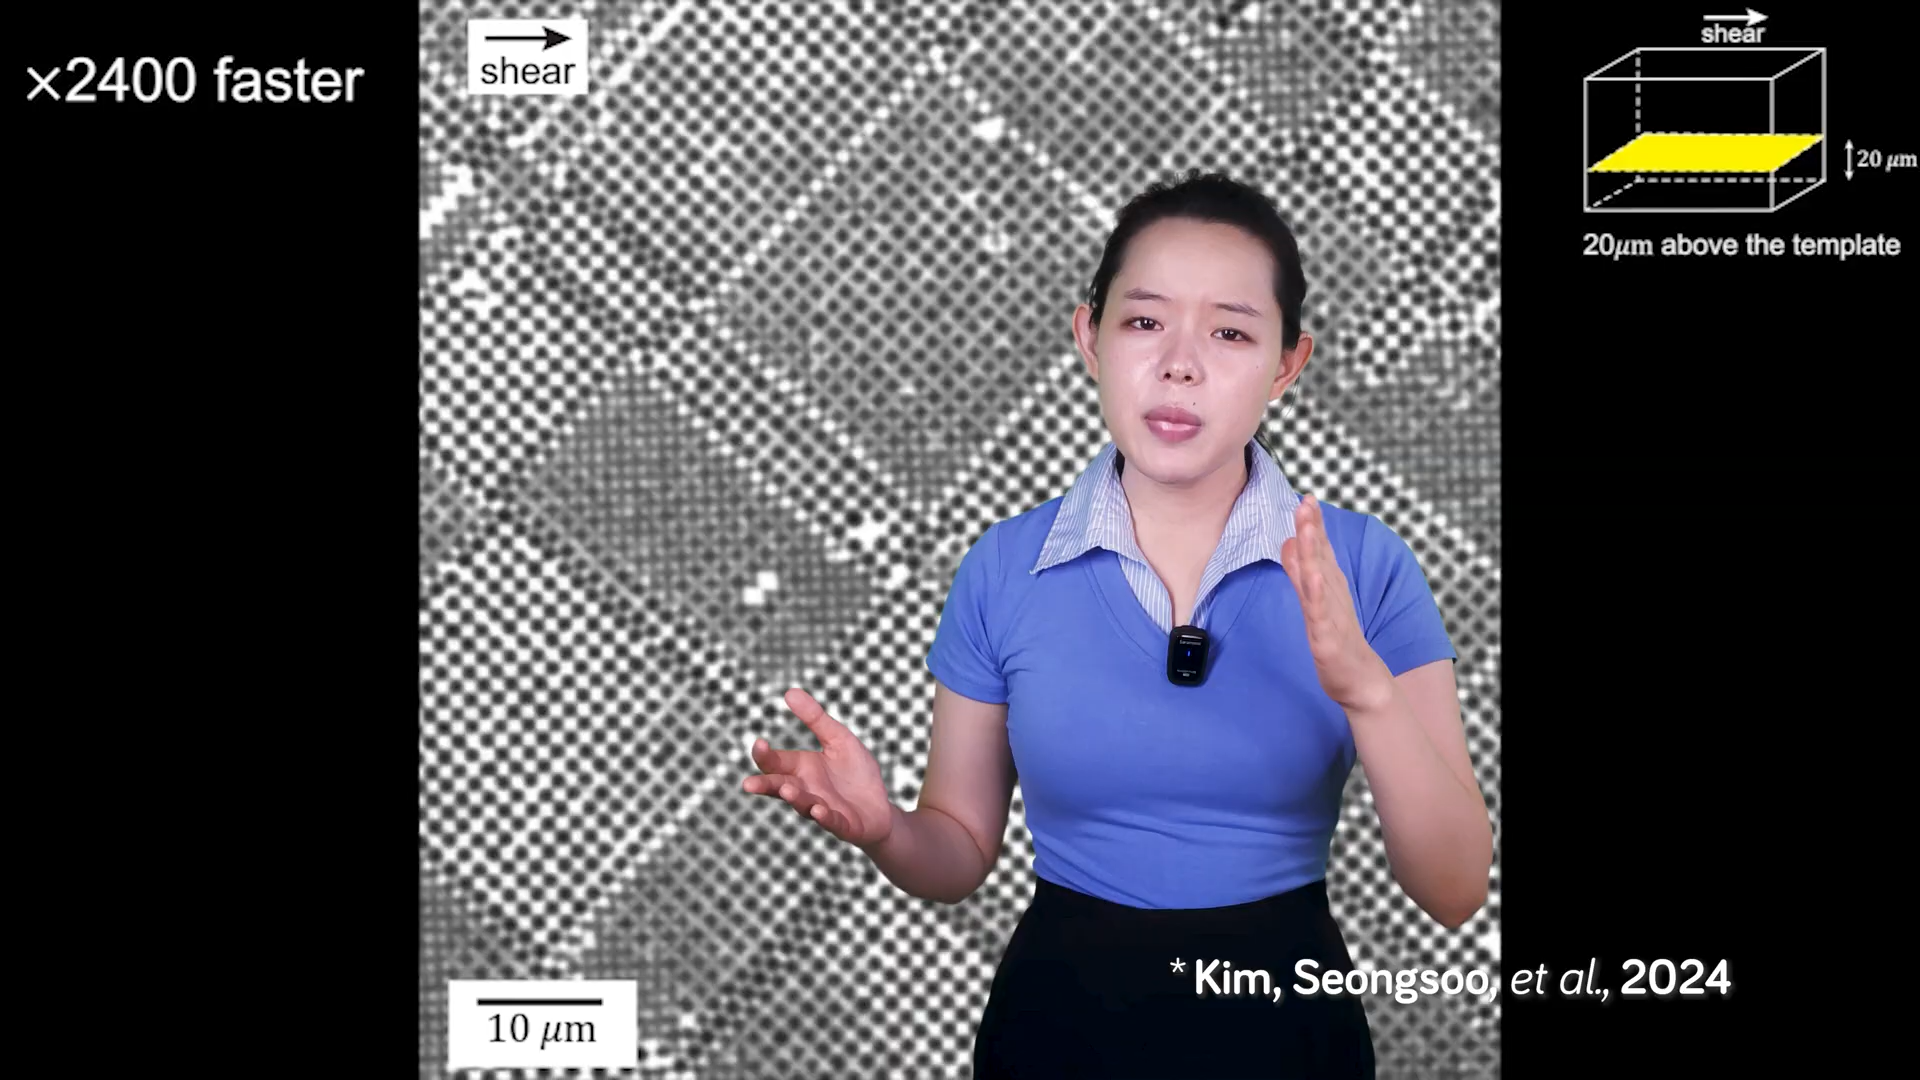 ×2400 faster
shear
shear
20 µm
20µm above the template
* Kim, Seongsoo, et al., 2024
10 µm